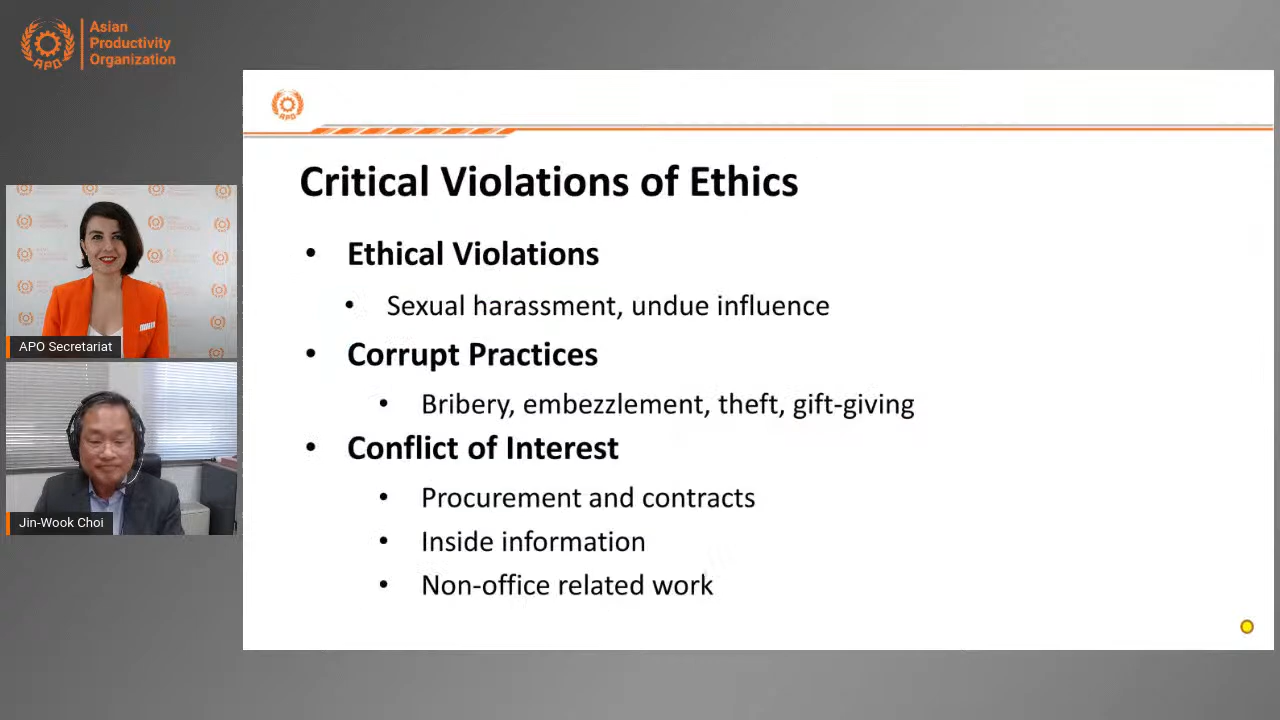 Asian
Productivity
Organization
APO
APO
Critical Violations of Ethics
• Ethical Violations
• Sexual harassment, undue influence
• Corrupt Practices
• Bribery, embezzlement, theft, gift-giving
• Conflict of Interest
• Procurement and contracts
• Inside information
• Non-office related work
APO Secretariat
Jin-Wook Choi